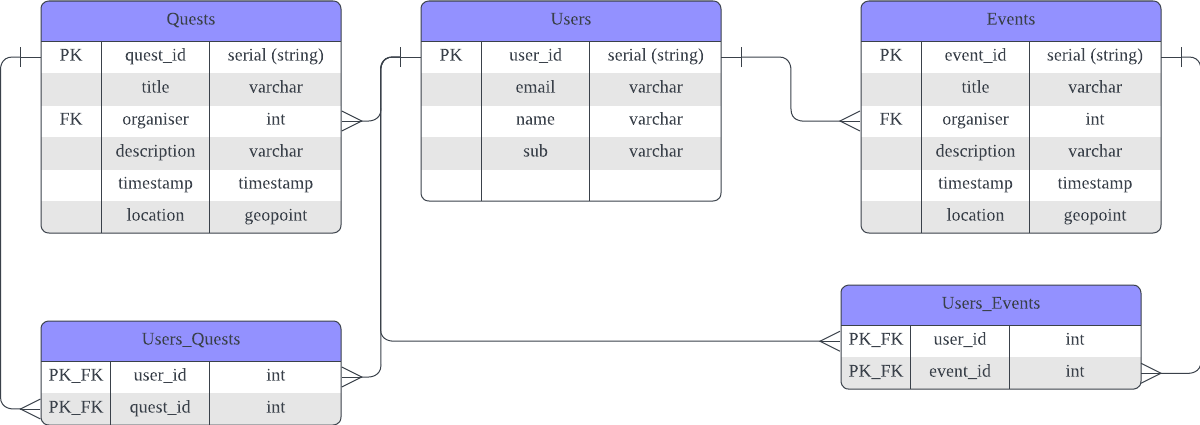 Quests
PK quest_id serial (string)
title varchar
FK organiser int
description varchar
timestamp timestamp
location geopoint
Users
PK user_id serial (string)
email varchar
name varchar
sub varchar
Events
PK event_id serial (string)
title varchar
FK organiser int
description varchar
timestamp timestamp
location geopoint
Users_Quests
PK_FK user_id int
PK_FK quest_id int
Users_Events
PK_FK user_id int
PK_FK event_id int